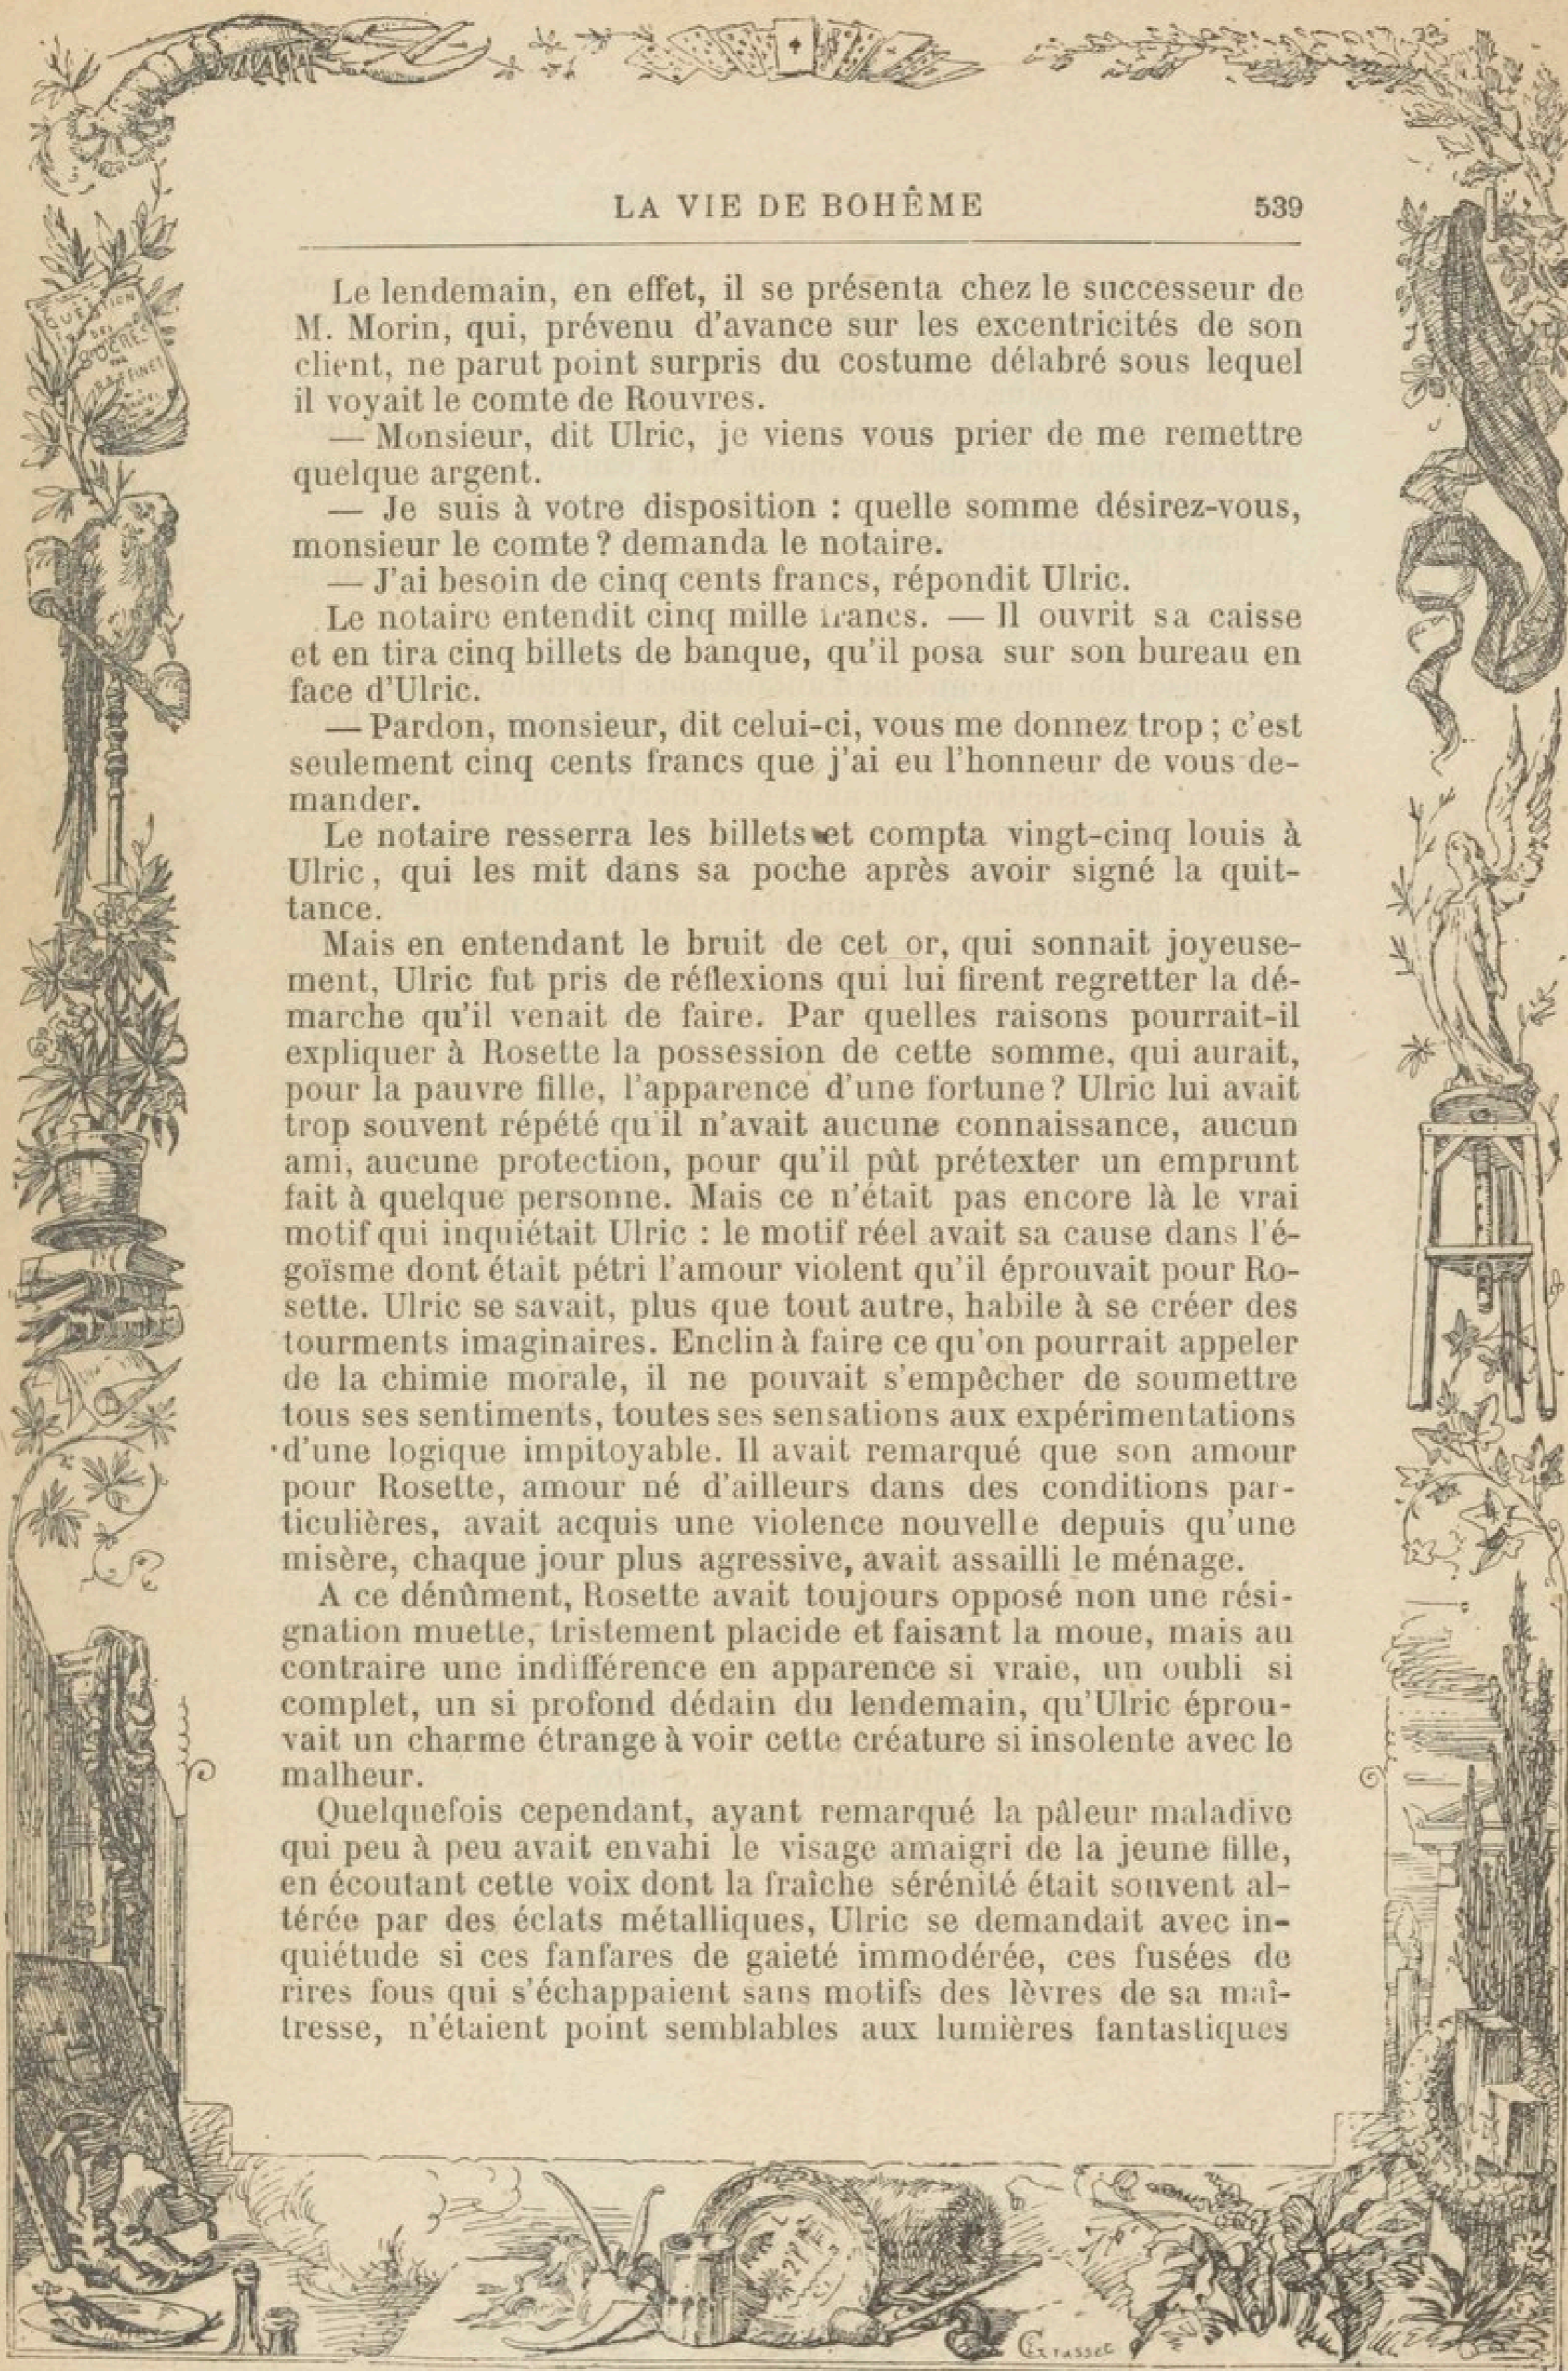 LA VIE DE BOHÊME 539
Le lendemain, en effet, il se présenta chez le successeur de
M. Morin, qui, prévenu d'avance sur les excentricités de son
client, ne parut point surpris du costume délabré sous lequel
il voyait le comte de Rouvres.
— Monsieur, dit Ulric, je viens vous prier de me remettre
quelque argent.
— Je suis à votre disposition : quelle somme désirez-vous,
monsieur le comte ? demanda le notaire.
— J'ai besoin de cinq cents francs, répondit Ulric.
Le notaire entendit cinq mille francs. — Il ouvrit sa caisse
et en tira cinq billets de banque, qu'il posa sur son bureau en
face d'Ulric.
— Pardon, monsieur, dit celui-ci, vous me donnez trop ; c'est
seulement cinq cents francs que j'ai eu l'honneur de vous de-
mander.
Le notaire resserra les billets et compta vingt-cinq louis à
Ulric, qui les mit dans sa poche après avoir signé la quit-
tance.
Mais en entendant le bruit de cet or, qui sonnait joyeuse-
ment, Ulric fut pris de réflexions qui lui firent regretter la dé-
marche qu'il venait de faire. Par quelles raisons pourrait-il
expliquer à Rosette la possession de cette somme, qui aurait,
pour la pauvre fille, l'apparence d'une fortune ? Ulric lui avait
trop souvent répété qu'il n'avait aucune connaissance, aucun
ami, aucune protection, pour qu'il pût prétexter un emprunt
fait à quelque personne. Mais ce n'était pas encore là le vrai
motif qui inquiétait Ulric : le motif réel avait sa cause dans l'é-
goïsme dont était pétri l'amour violent qu'il éprouvait pour Ro-
sette. Ulric se savait, plus que tout autre, habile à se créer des
tourments imaginaires. Enclin à faire ce qu'on pourrait appeler
de la chimie morale, il ne pouvait s'empêcher de soumettre
tous ses sentiments, toutes ses sensations aux expérimentations
d'une logique impitoyable. Il avait remarqué que son amour
pour Rosette, amour né d'ailleurs dans des conditions par-
ticulières, avait acquis une violence nouvelle depuis qu'une
misère, chaque jour plus agressive, avait assailli le ménage.
A ce dénûment, Rosette avait toujours opposé non une rési-
gnation muette, tristement placide et faisant la moue, mais au
contraire une indifférence en apparence si vraie, un oubli si
complet, un si profond dédain du lendemain, qu'Ulric éprou-
vait un charme étrange à voir cette créature si insolente avec le
malheur.
Quelquefois cependant, ayant remarqué la pâleur maladive
qui peu à peu avait envahi le visage amaigri de la jeune fille,
en écoutant cette voix dont la fraîche sérénité était souvent al-
térée par des éclats métalliques, Ulric se demandait avec in-
quiétude si ces fanfares de gaieté immodérée, ces fusées de
rires fous qui s'échappaient sans motifs des lèvres de sa maî-
tresse, n'étaient point semblables aux lumières fantastiques
EGrasset